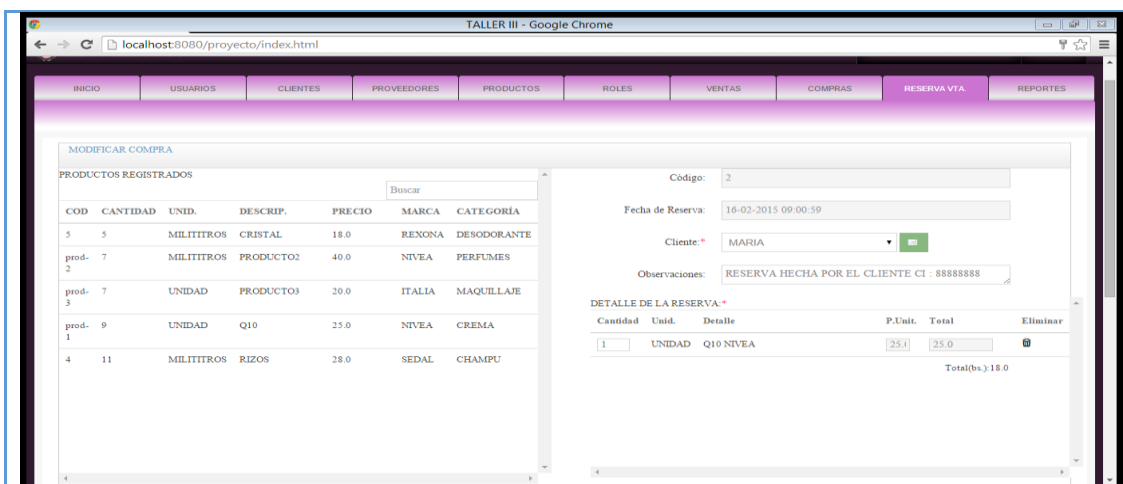 TALLER III - Google Chrome
localhost:8080/proyecto/index.html
INICIO USUARIOS CLIENTES PROVEEDORES PRODUCTOS ROLES VENTAS COMPRAS RESERVA VTA. REPORTES
MODIFICAR COMPRA
PRODUCTOS REGISTRADOS
Buscar
COD CANTIDAD UNID. DESCRIP. PRECIO MARCA CATEGORÍA
5 5 MILITITROS CRISTAL 18.0 REXONA DESODORANTE
prod-2 7 MILITITROS PRODUCTO2 40.0 NIVEA PERFUMES
prod-3 7 UNIDAD PRODUCTO3 20.0 ITALIA MAQUILLAJE
prod-1 9 UNIDAD Q10 25.0 NIVEA CREMA
4 11 MILITITROS RIZOS 28.0 SEDAL CHAMPU
Código: 2
Fecha de Reserva: 16-02-2015 09:00:59
Cliente:* MARIA
Observaciones: RESERVA HECHA POR EL CLIENTE CI : 88888888
DETALLE DE LA RESERVA:*
Cantidad Unid. Detalle P.Unit. Total Eliminar
1 UNIDAD Q10 NIVEA 25.0 25.0
Total(bs.):18.0